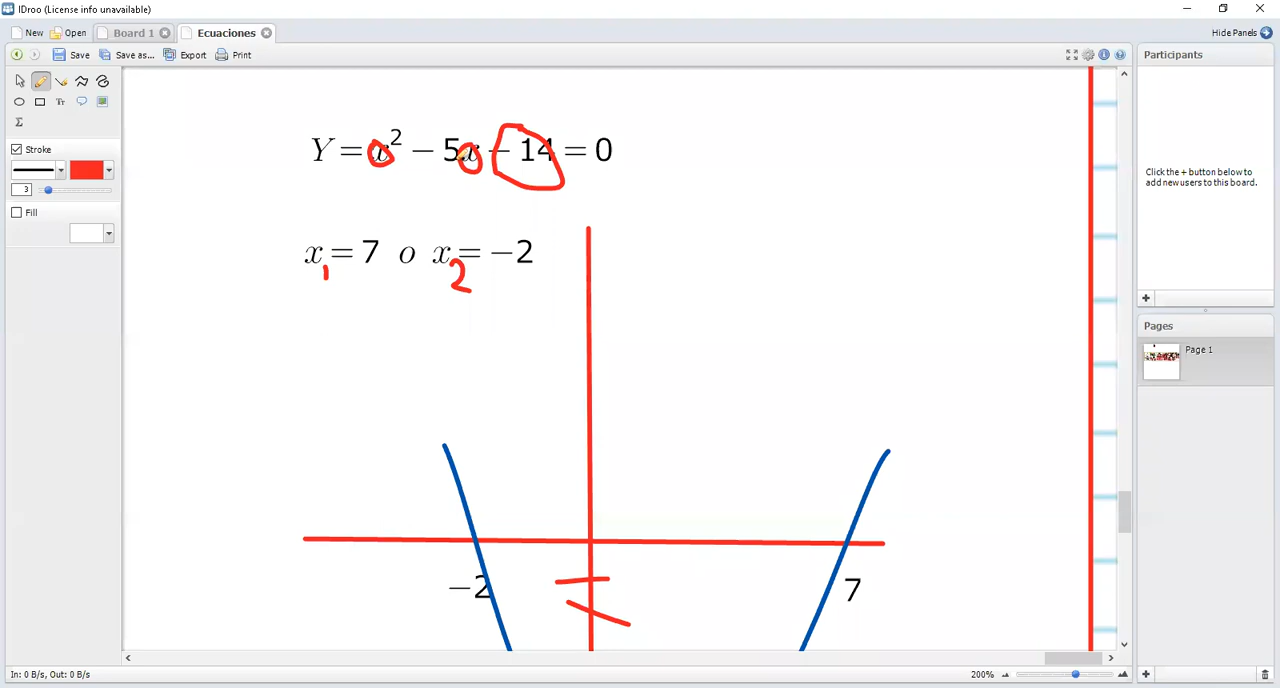 IDroo (License info unavailable)
New Open Board 1 Ecuaciones Hide Panels
Save Save as... Export Print
Participants
Tr
Σ
Stroke
3
Fill
Y = x² − 5x − 14 = 0
x₁ = 7 o x₂ = −2
−2 7
Click the + button below to
add new users to this board.
Pages
Page 1
In: 0 B/s, Out: 0 B/s
200%